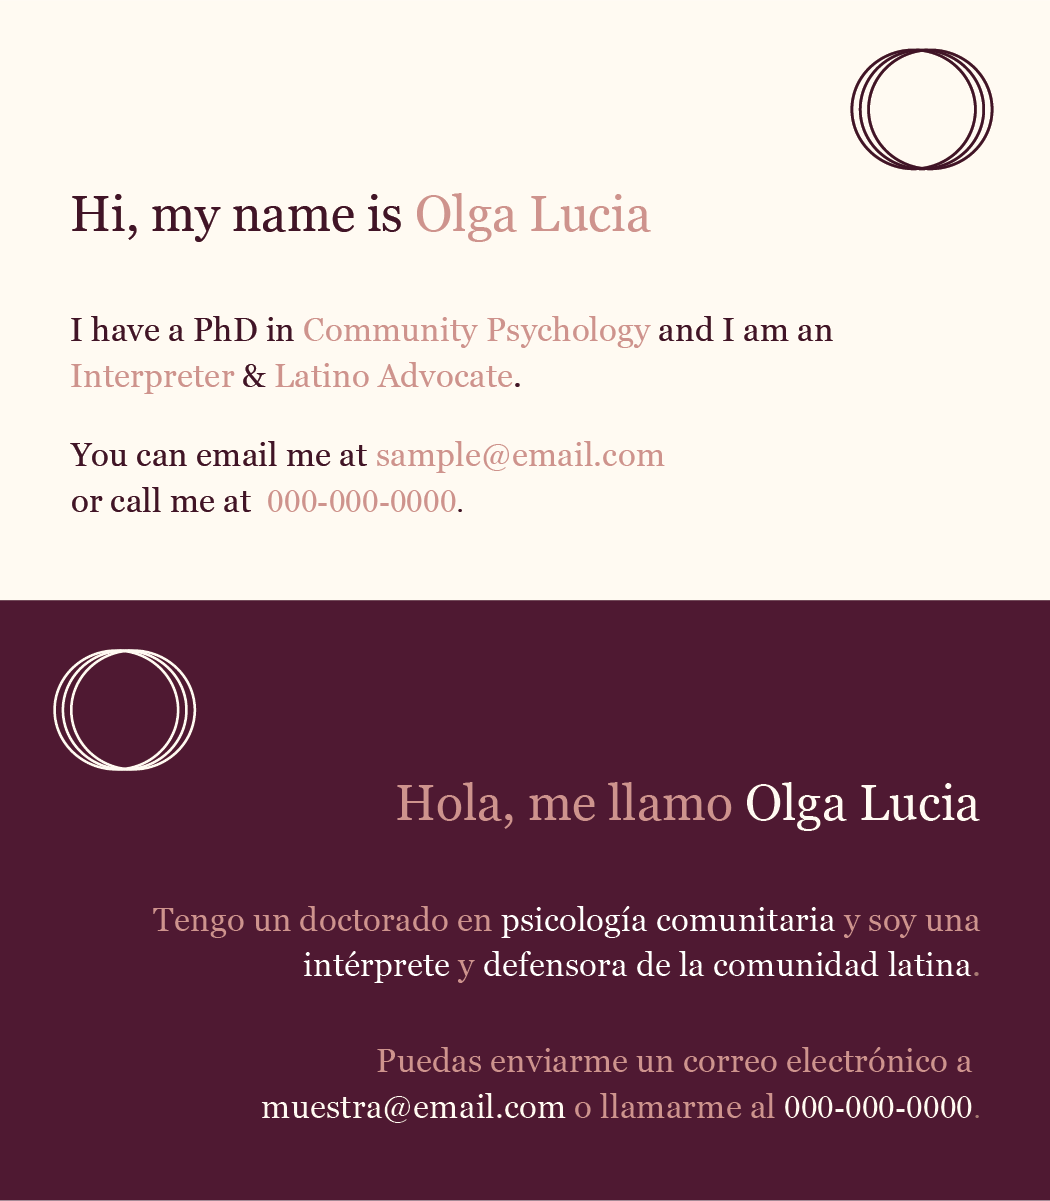 Hi, my name is Olga Lucia
I have a PhD in Community Psychology and I am an
Interpreter & Latino Advocate.
You can email me at sample@email.com
or call me at 000-000-0000.
Hola, me llamo Olga Lucia
Tengo un doctorado en psicología comunitaria y soy una
intérprete y defensora de la comunidad latina.
Puedas enviarme un correo electrónico a
muestra@email.com o llamarme al 000-000-0000.